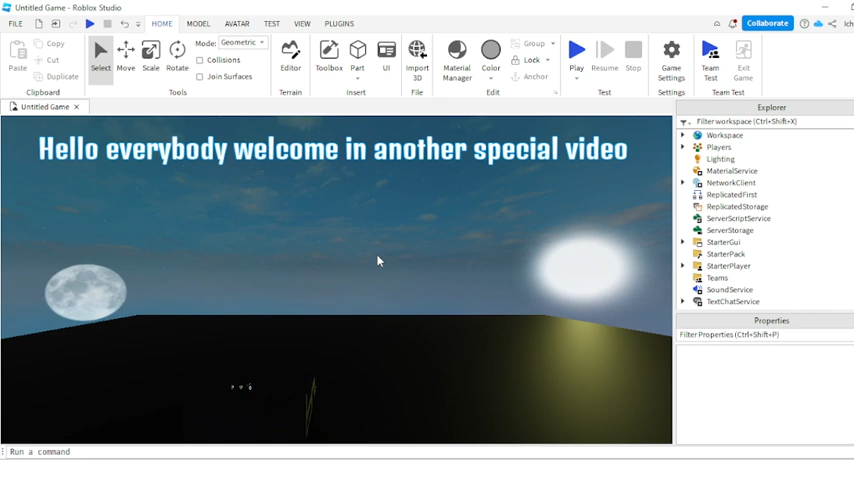 Untitled Game - Roblox Studio
FILE HOME MODEL AVATAR TEST VIEW PLUGINS Collaborate
Paste Copy Cut Duplicate Clipboard
Select Move Scale Rotate Mode: Geometric Collisions Join Surfaces Tools
Editor Terrain
Toolbox Part UI Insert
Import 3D File
Material Manager Color Group Lock Anchor Edit
Play Resume Stop Test
Game Settings Settings
Team Test Exit Game Team Test
Untitled Game
Hello everybody welcome in another special video
Explorer
Filter workspace (Ctrl+Shift+X)
Workspace
Players
Lighting
MaterialService
NetworkClient
ReplicatedFirst
ReplicatedStorage
ServerScriptService
ServerStorage
StarterGui
StarterPack
StarterPlayer
Teams
SoundService
TextChatService
Properties
Filter Properties (Ctrl+Shift+P)
Run a command